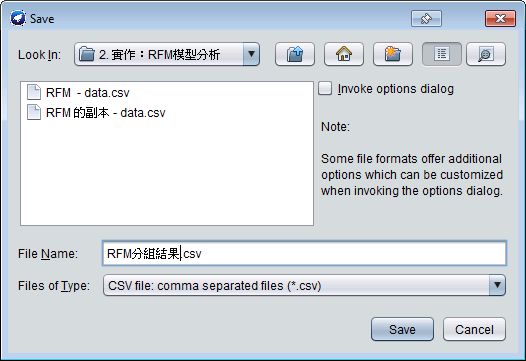 Save
Look In:
2. 實作：RFM模型分析
RFM - data.csv
RFM 的副本 - data.csv
Invoke options dialog
Note:
Some file formats offer additional
options which can be customized
when invoking the options dialog.
File Name:
RFM分組結果.csv
Files of Type:
CSV file: comma separated files (*.csv)
Save
Cancel